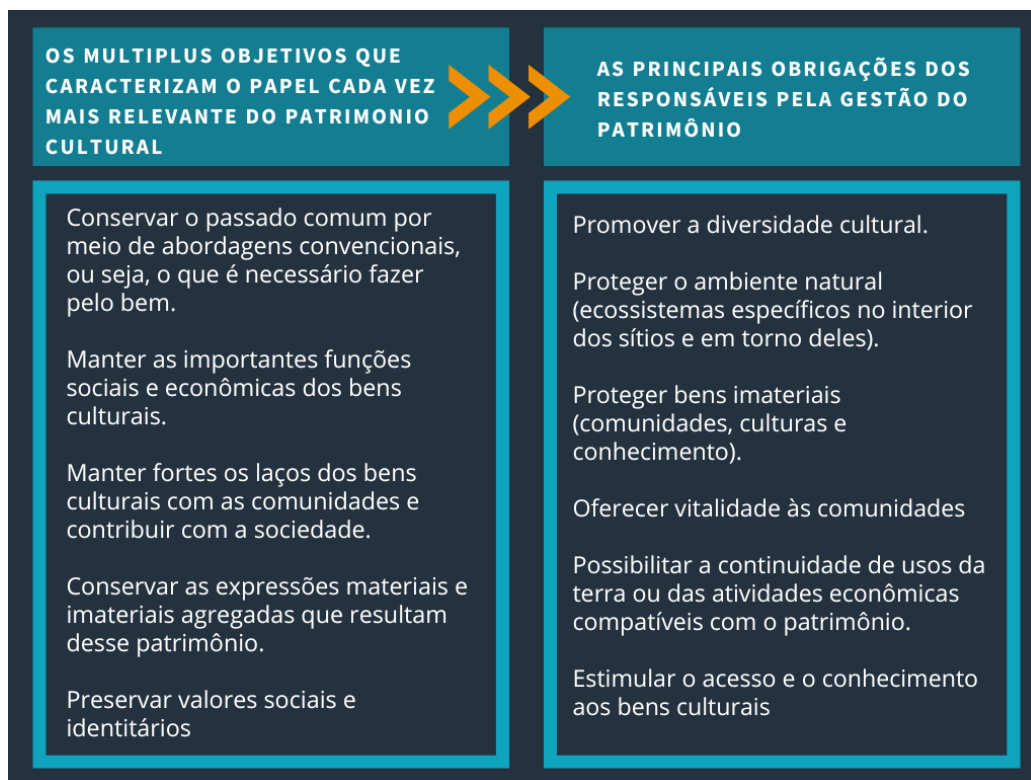 OS MULTIPLUS OBJETIVOS QUE
CARACTERIZAM O PAPEL CADA VEZ
MAIS RELEVANTE DO PATRIMONIO
CULTURAL
AS PRINCIPAIS OBRIGAÇÕES DOS
RESPONSÁVEIS PELA GESTÃO DO
PATRIMÔNIO
Conservar o passado comum por
meio de abordagens convencionais,
ou seja, o que é necessário fazer
pelo bem.
Manter as importantes funções
sociais e econômicas dos bens
culturais.
Manter fortes os laços dos bens
culturais com as comunidades e
contribuir com a sociedade.
Conservar as expressões materiais e
imateriais agregadas que resultam
desse patrimônio.
Preservar valores sociais e
identitários
Promover a diversidade cultural.
Proteger o ambiente natural
(ecossistemas específicos no interior
dos sítios e em torno deles).
Proteger bens imateriais
(comunidades, culturas e
conhecimento).
Oferecer vitalidade às comunidades
Possibilitar a continuidade de usos da
terra ou das atividades econômicas
compatíveis com o patrimônio.
Estimular o acesso e o conhecimento
aos bens culturais